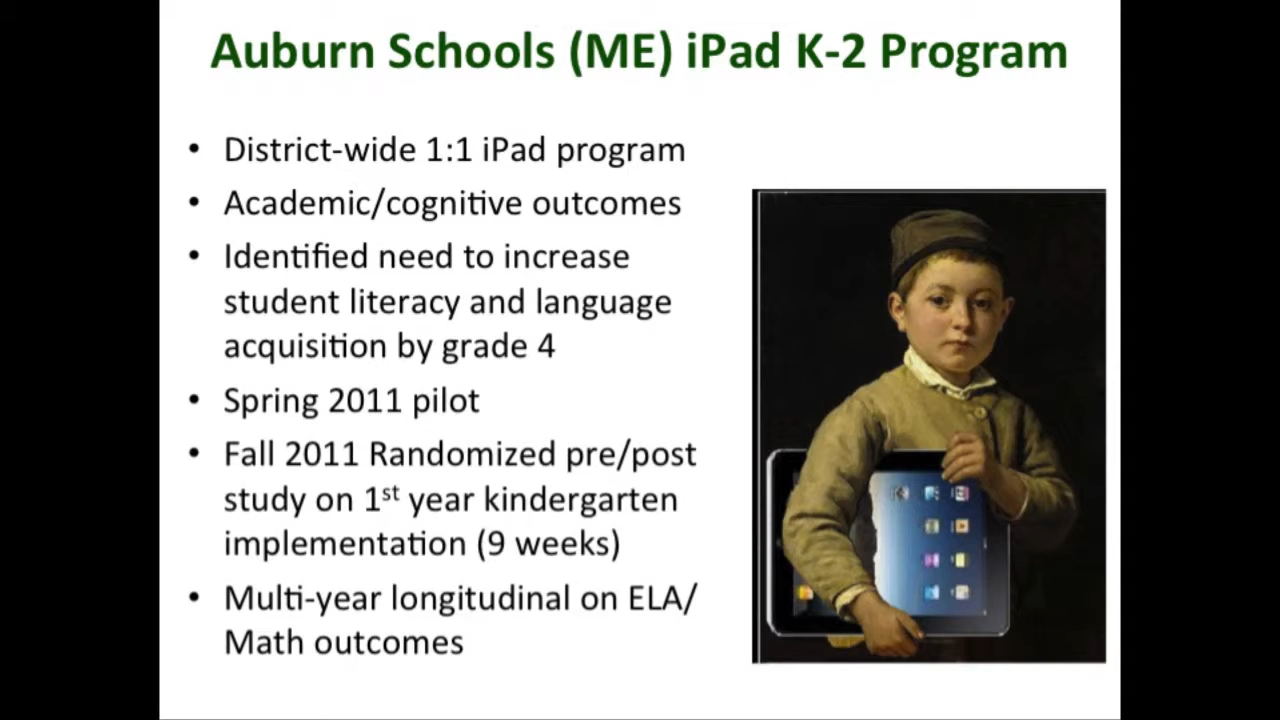 Auburn Schools (ME) iPad K-2 Program
• District-wide 1:1 iPad program
• Academic/cognitive outcomes
• Identified need to increase
student literacy and language
acquisition by grade 4
• Spring 2011 pilot
• Fall 2011 Randomized pre/post
study on 1st year kindergarten
implementation (9 weeks)
• Multi-year longitudinal on ELA/
Math outcomes